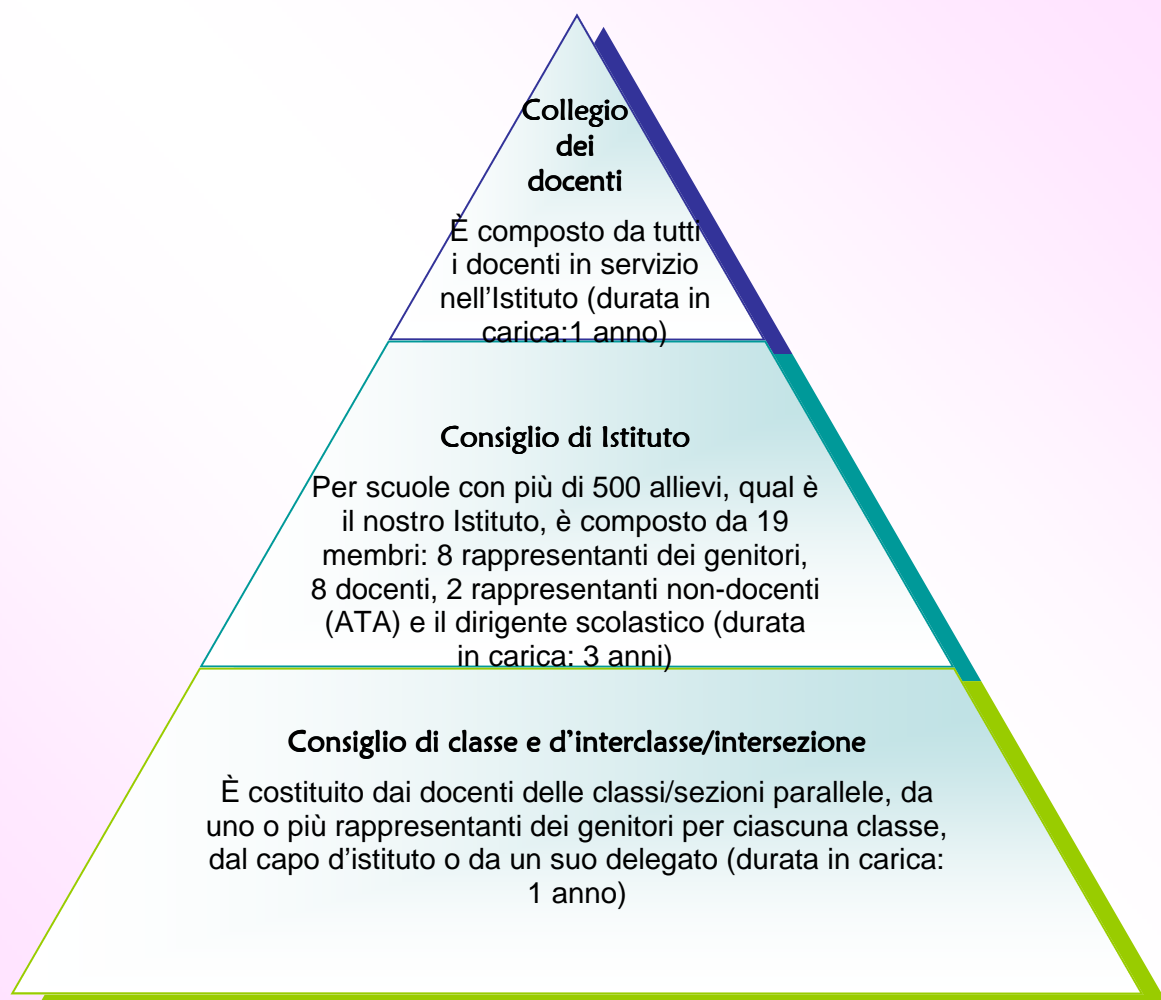 Collegio
dei
docenti
È composto da tutti
i docenti in servizio
nell’Istituto (durata in
carica:1 anno)
Consiglio di Istituto
Per scuole con più di 500 allievi, qual è
il nostro Istituto, è composto da 19
membri: 8 rappresentanti dei genitori,
8 docenti, 2 rappresentanti non-docenti
(ATA) e il dirigente scolastico (durata
in carica: 3 anni)
Consiglio di classe e d’interclasse/intersezione
È costituito dai docenti delle classi/sezioni parallele, da
uno o più rappresentanti dei genitori per ciascuna classe,
dal capo d’istituto o da un suo delegato (durata in carica:
1 anno)